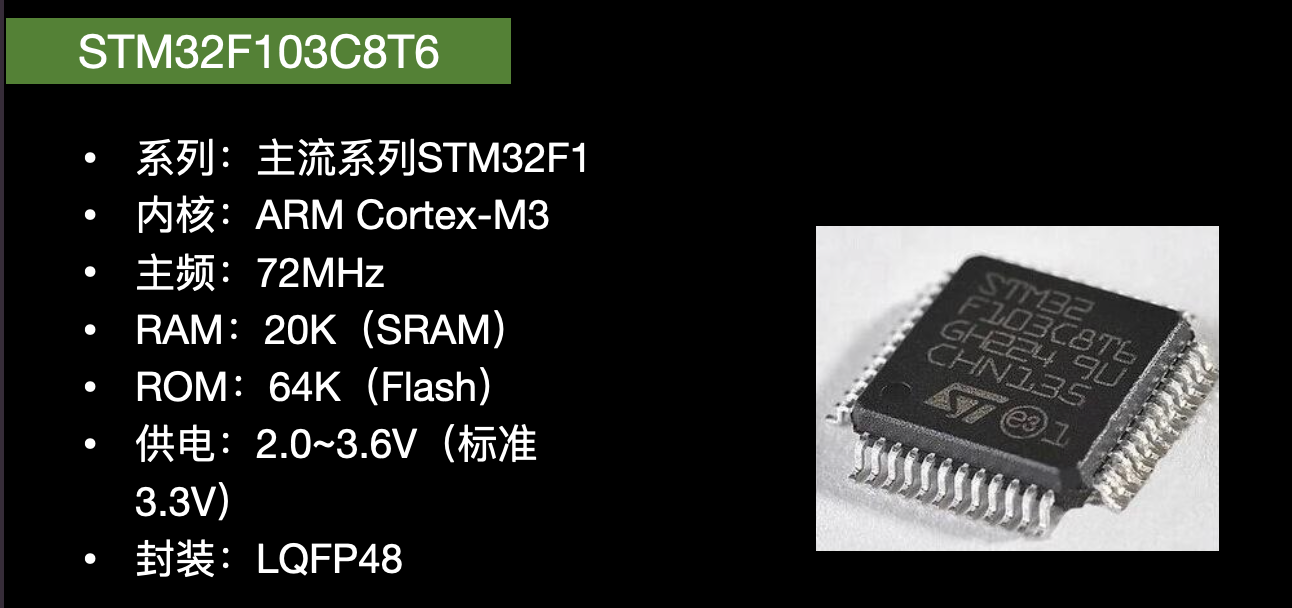 STM32F103C8T6
• 系列：主流系列STM32F1
• 内核：ARM Cortex-M3
• 主频：72MHz
• RAM：20K（SRAM）
• ROM：64K（Flash）
• 供电：2.0~3.6V（标准
3.3V）
• 封装：LQFP48
STM32
F103C8T6
GH224 9U
CHN135
ST e3 1